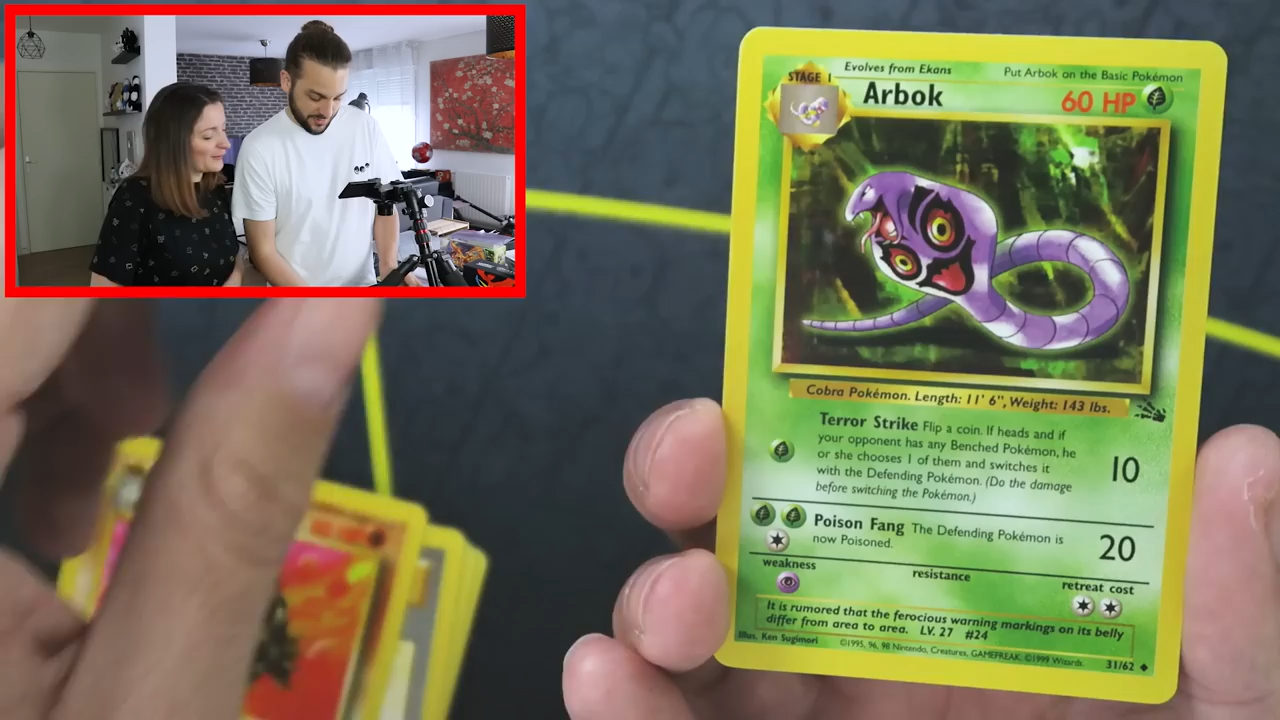 Evolves from Ekans
Put Arbok on the Basic Pokémon
STAGE 1
Arbok
60 HP
Cobra Pokémon. Length: 11' 6", Weight: 143 lbs.
Terror Strike Flip a coin. If heads and if
your opponent has any Benched Pokémon, he
or she chooses 1 of them and switches it
with the Defending Pokémon. (Do the damage
before switching the Pokémon.)
10
Poison Fang The Defending Pokémon is
now Poisoned.
20
weakness
resistance
retreat cost
It is rumored that the ferocious warning markings on its belly
differ from area to area. LV. 27 #24
Illus. Ken Sugimori
©1995, 96, 98 Nintendo, Creatures, GAMEFREAK. ©1999 Wizards.
31/62